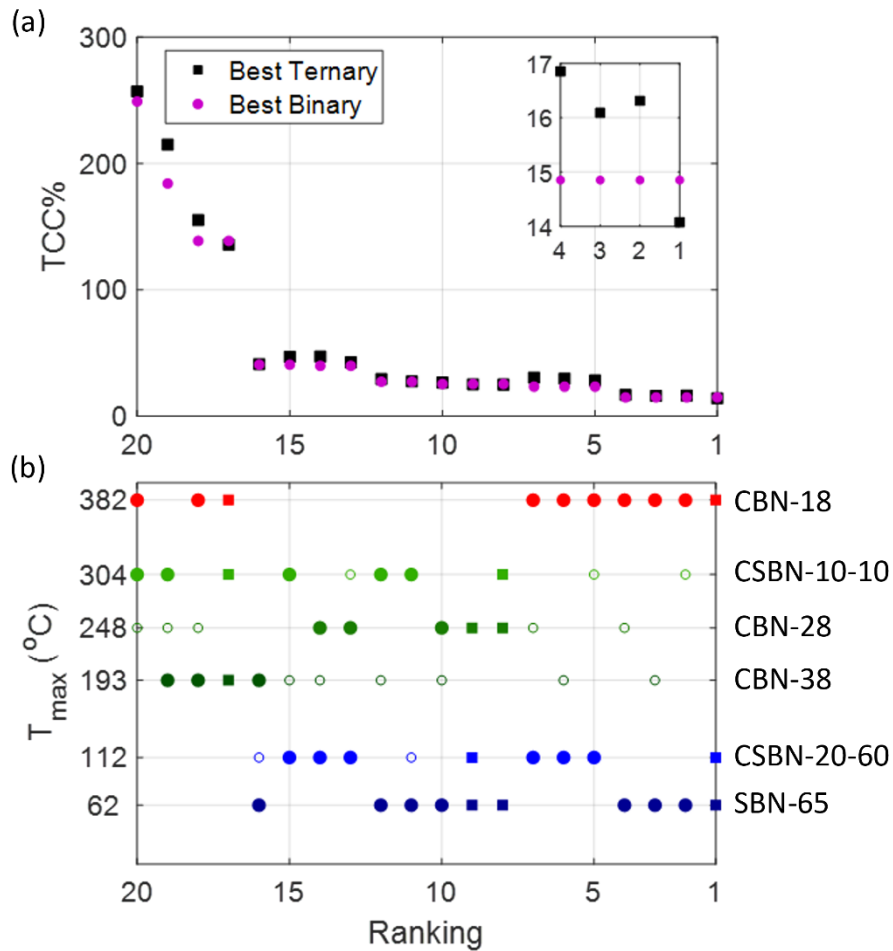 (a)
300
200
100
0
TCC%
Best Ternary
Best Binary
17
16
15
14
4 3 2 1
20 15 10 5 1
(b)
382
304
248
193
112
62
T_max (°C)
CBN-18
CSBN-10-10
CBN-28
CBN-38
CSBN-20-60
SBN-65
20 15 10 5 1
Ranking